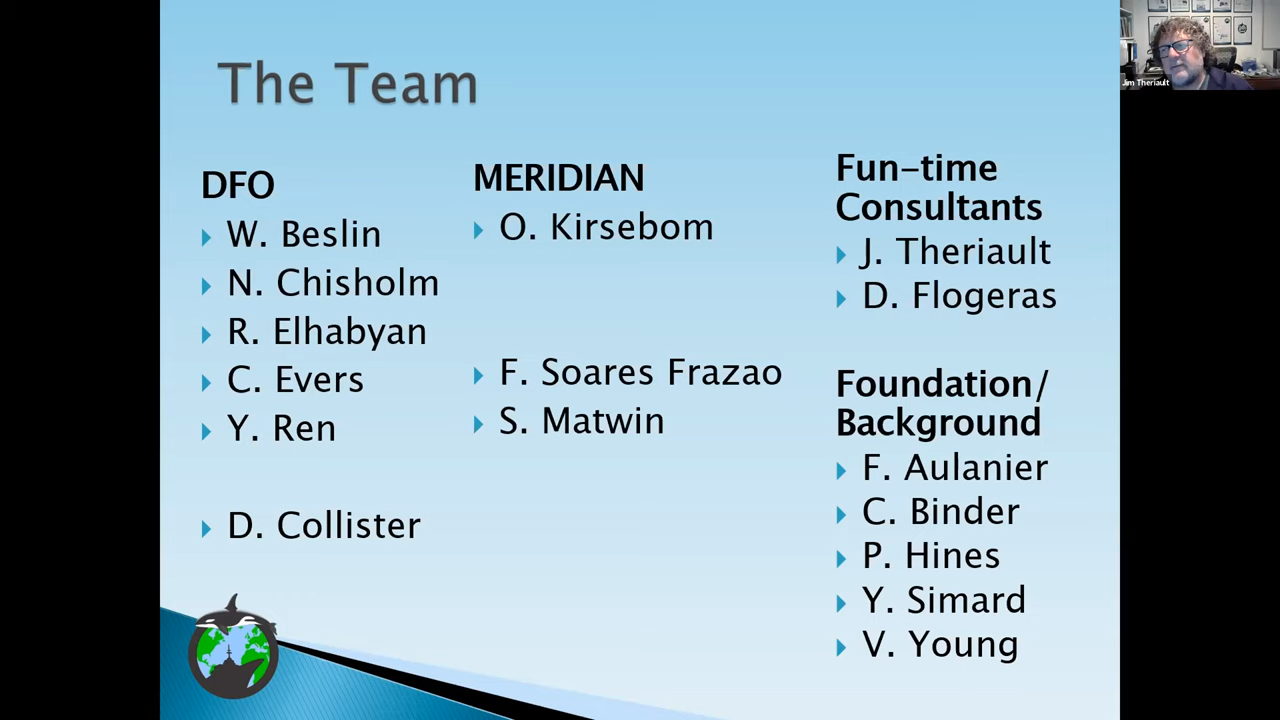 The Team
DFO
W. Beslin
N. Chisholm
R. Elhabyan
C. Evers
Y. Ren
D. Collister
MERIDIAN
O. Kirsebom
F. Soares Frazao
S. Matwin
Fun-time
Consultants
J. Theriault
D. Flogeras
Foundation/
Background
F. Aulanier
C. Binder
P. Hines
Y. Simard
V. Young
Jim Theriault